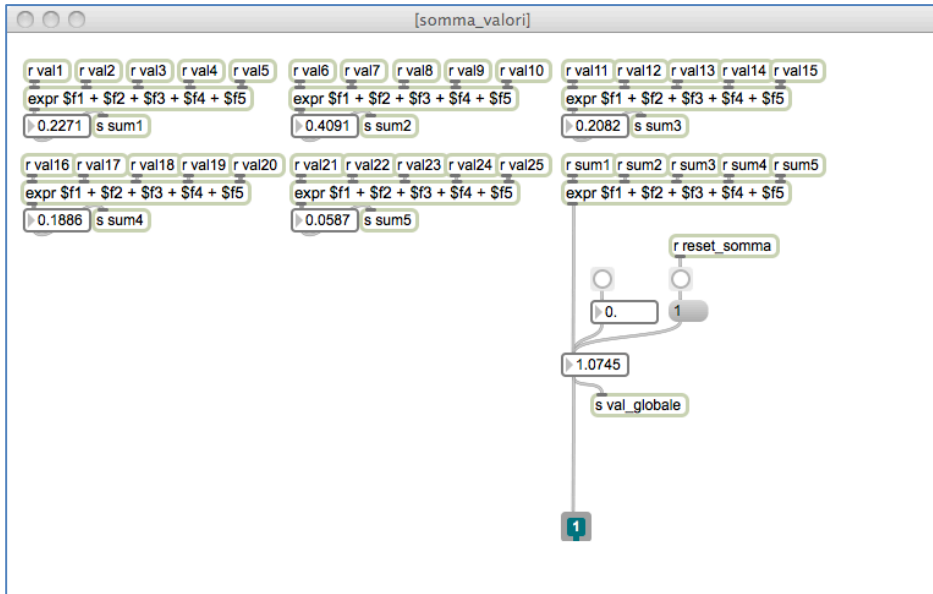 [somma_valori]
r val1 r val2 r val3 r val4 r val5 r val6 r val7 r val8 r val9 r val10 r val11 r val12 r val13 r val14 r val15
expr $f1 + $f2 + $f3 + $f4 + $f5 expr $f1 + $f2 + $f3 + $f4 + $f5 expr $f1 + $f2 + $f3 + $f4 + $f5
0.2271 s sum1 0.4091 s sum2 0.2082 s sum3
r val16 r val17 r val18 r val19 r val20 r val21 r val22 r val23 r val24 r val25 r sum1 r sum2 r sum3 r sum4 r sum5
expr $f1 + $f2 + $f3 + $f4 + $f5 expr $f1 + $f2 + $f3 + $f4 + $f5 expr $f1 + $f2 + $f3 + $f4 + $f5
0.1886 s sum4 0.0587 s sum5
r reset_somma
0. 1
1.0745
s val_globale
1